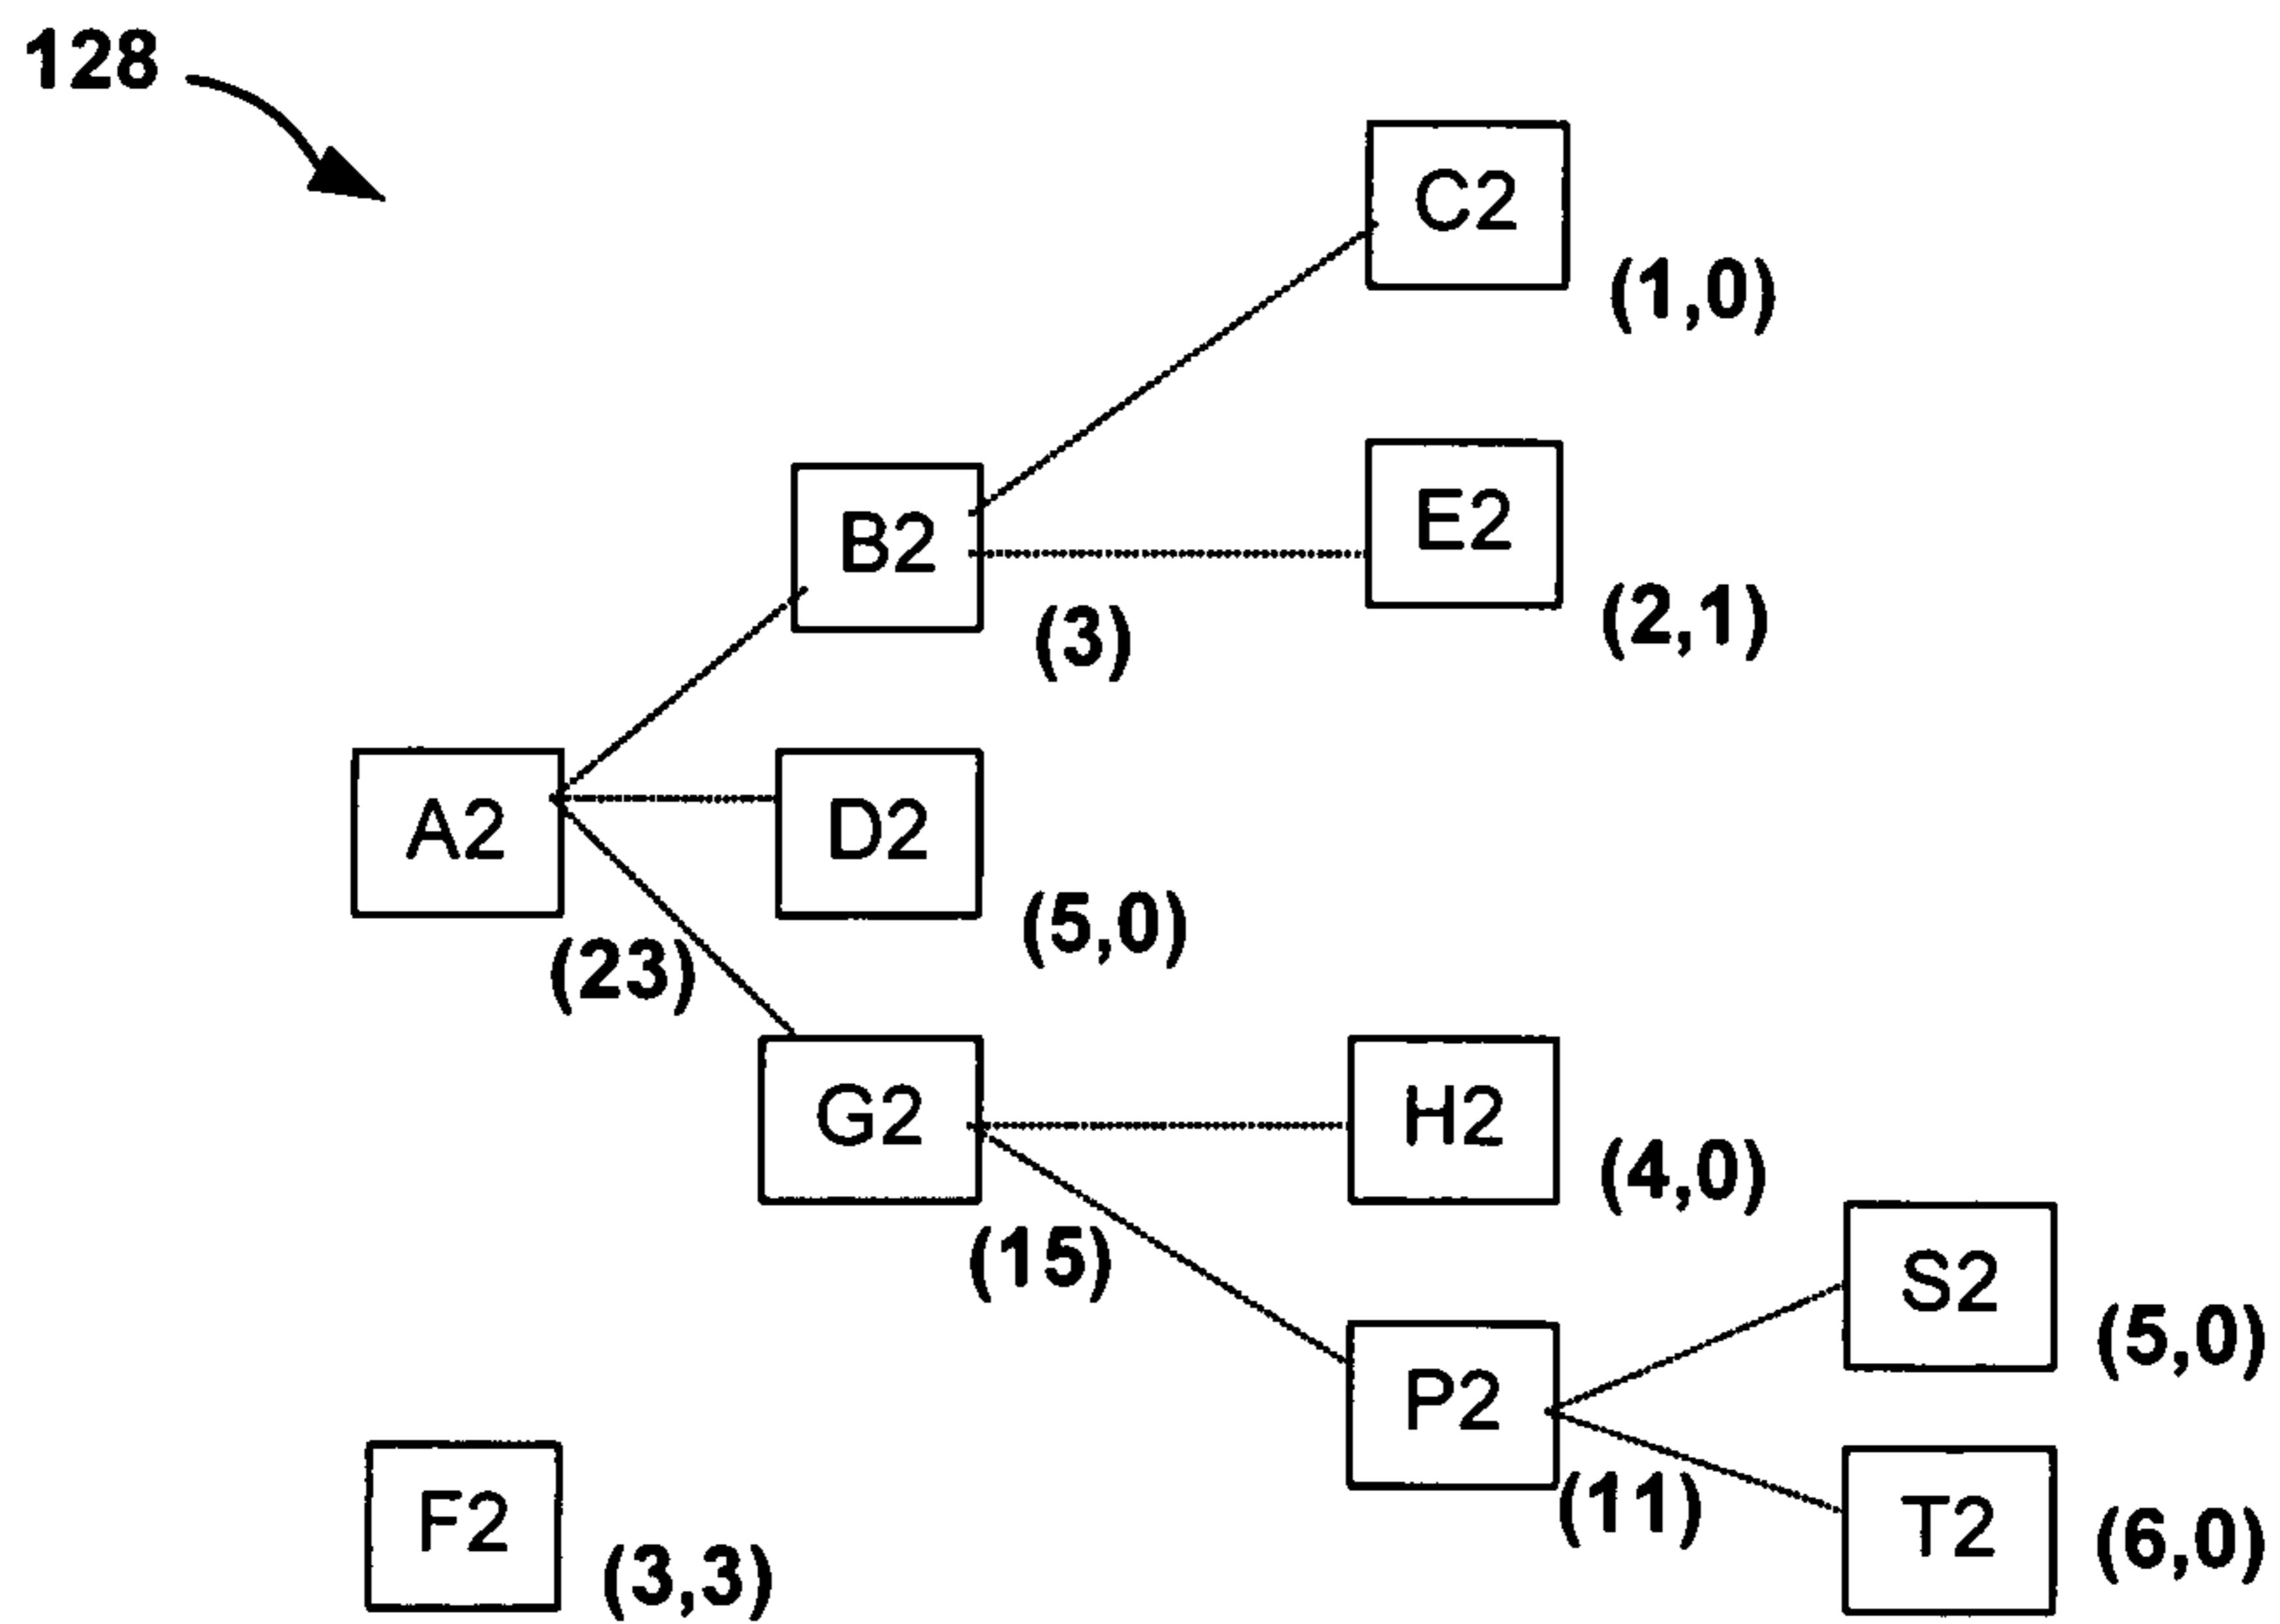 128
C2
(1,0)
B2
E2
(3)
(2,1)
A2
D2
(23)
(5,0)
G2
H2
(15)
(4,0)
S2
(5,0)
P2
(11)
T2
(6,0)
F2
(3,3)